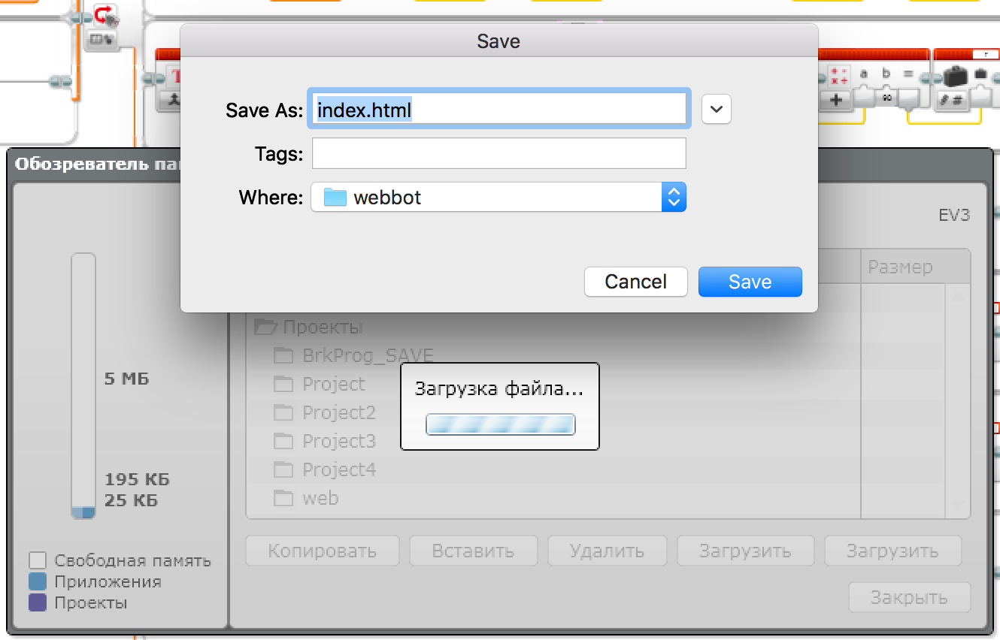 Save
Save As: index.html
Tags:
Where: webbot
Cancel
Save
a b =
Обозреватель
EV3
Размер
Проекты
BrkProg_SAVE
Project
Project2
Project3
Project4
web
Загрузка файла...
5 МБ
195 КБ
25 КБ
Свободная память
Приложения
Проекты
Копировать
Вставить
Удалить
Загрузить
Загрузить
Закрыть